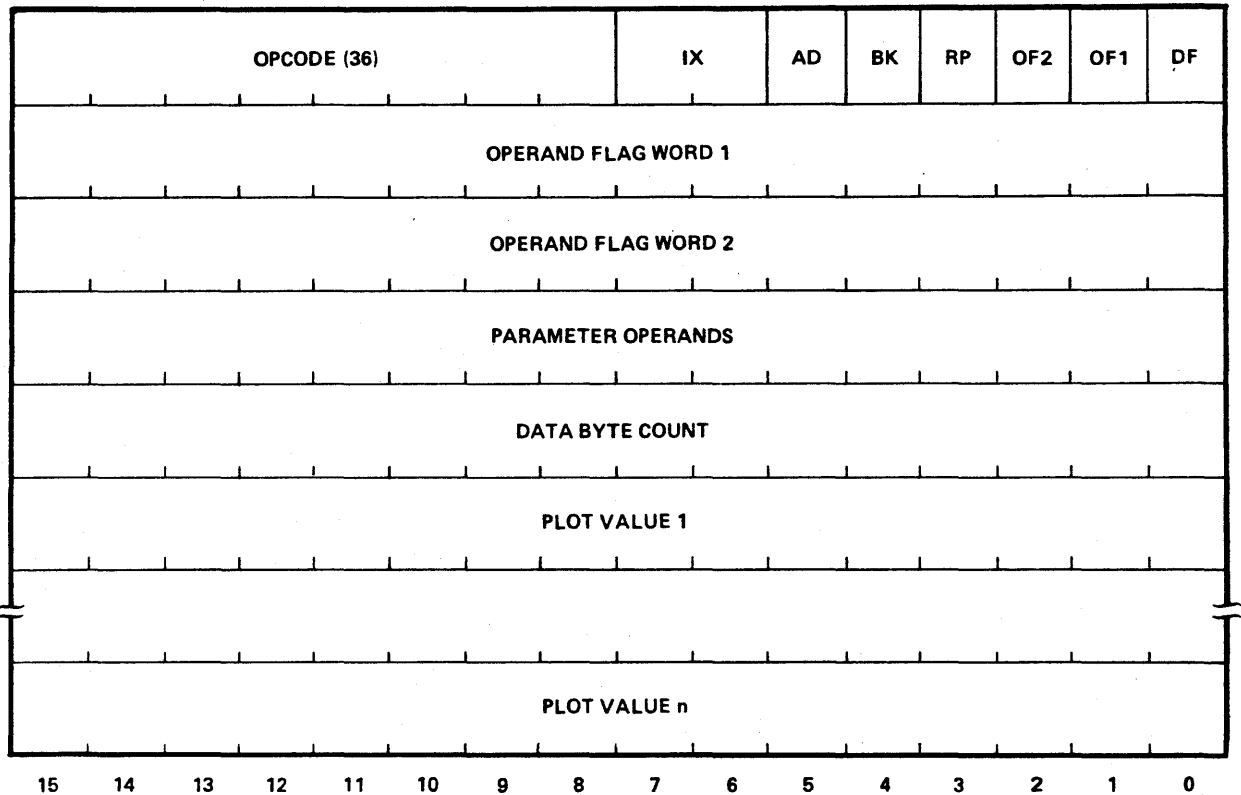 OPCODE (36) IX AD BK RP OF2 OF1 DF
OPERAND FLAG WORD 1
OPERAND FLAG WORD 2
PARAMETER OPERANDS
DATA BYTE COUNT
PLOT VALUE 1
PLOT VALUE n
15 14 13 12 11 10 9 8 7 6 5 4 3 2 1 0